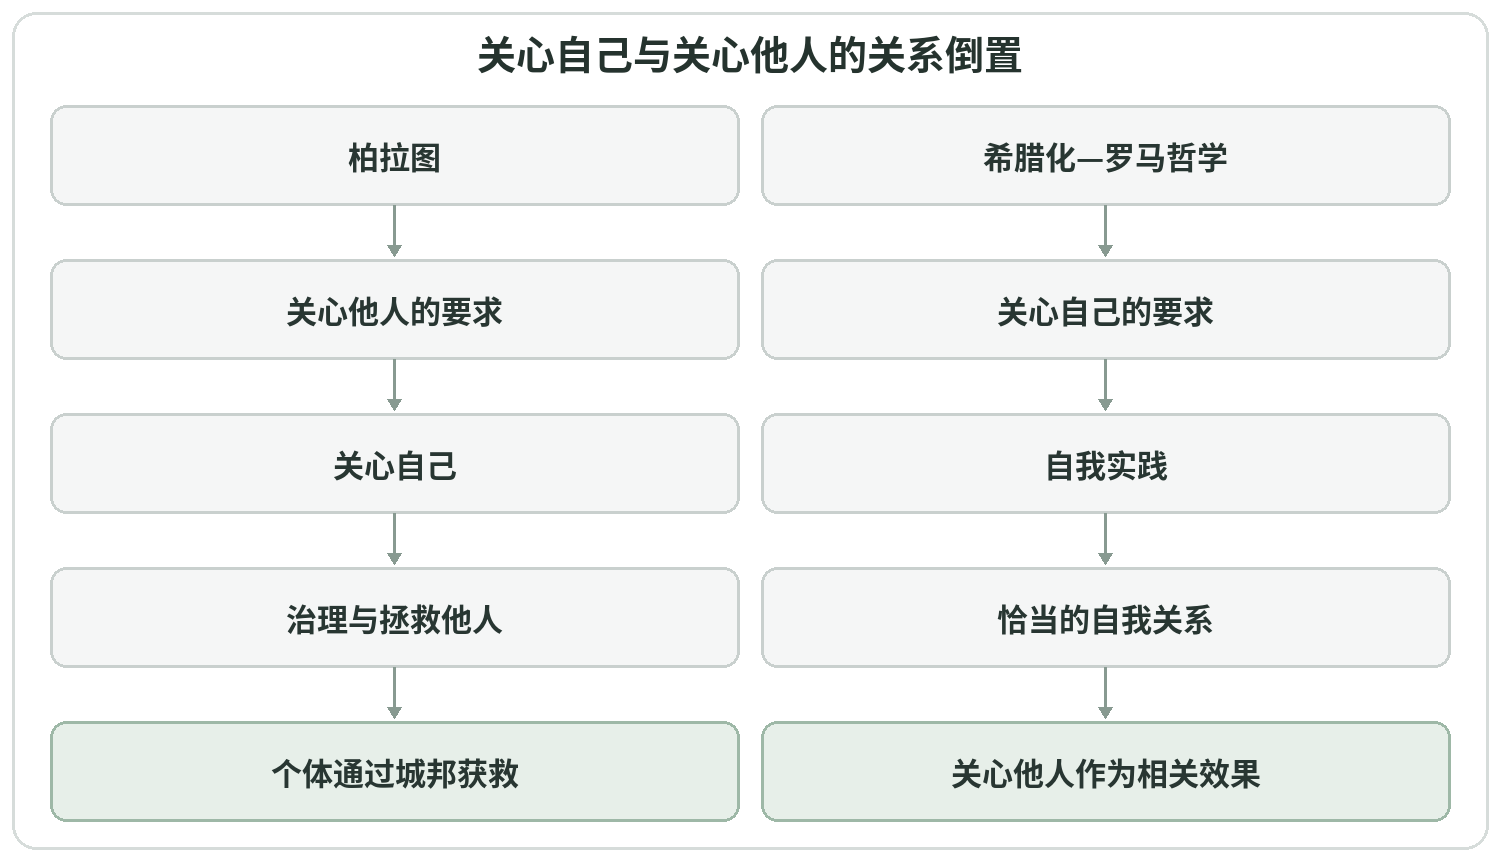 关心自己与关心他人的关系倒置
柏拉图
希腊化—罗马哲学
关心他人的要求
关心自己的要求
关心自己
自我实践
治理与拯救他人
恰当的自我关系
个体通过城邦获救
关心他人作为相关效果